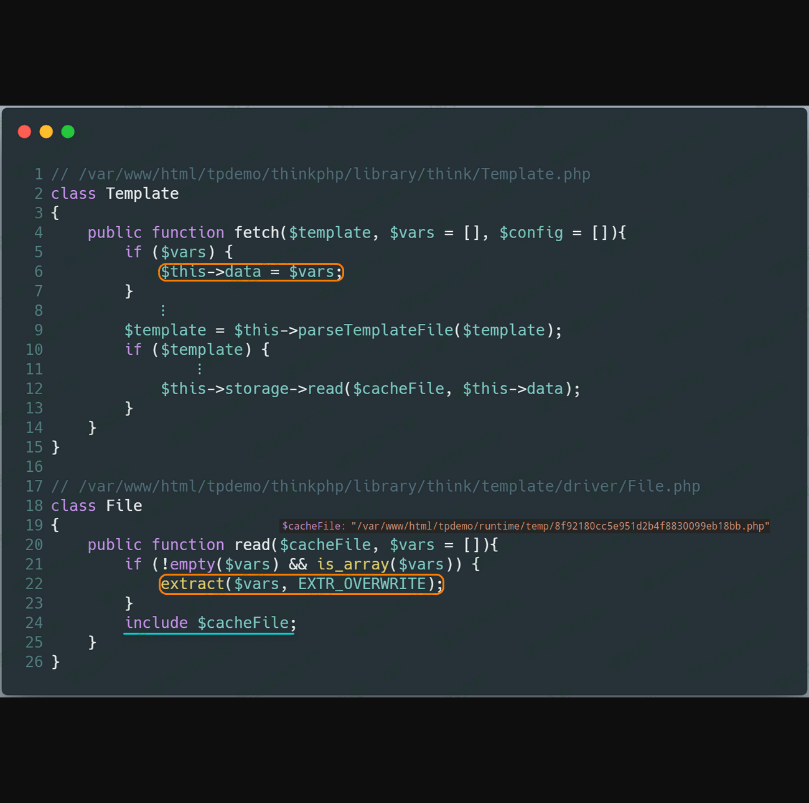 1 // /var/www/html/tpdemo/thinkphp/library/think/Template.php
2 class Template
3 {
4     public function fetch($template, $vars = [], $config = []){
5         if ($vars) {
6             $this->data = $vars;
7         }
8             ⋮
9         $template = $this->parseTemplateFile($template);
10         if ($template) {
11                 ⋮
12             $this->storage->read($cacheFile, $this->data);
13         }
14     }
15 }
16
17 // /var/www/html/tpdemo/thinkphp/library/think/template/driver/File.php
18 class File
19 { $cacheFile: "/var/www/html/tpdemo/runtime/temp/8f92180cc5e951d2b4f8830099eb18bb.php"
20     public function read($cacheFile, $vars = []){
21         if (!empty($vars) && is_array($vars)) {
22             extract($vars, EXTR_OVERWRITE);
23         }
24         include $cacheFile;
25     }
26 }